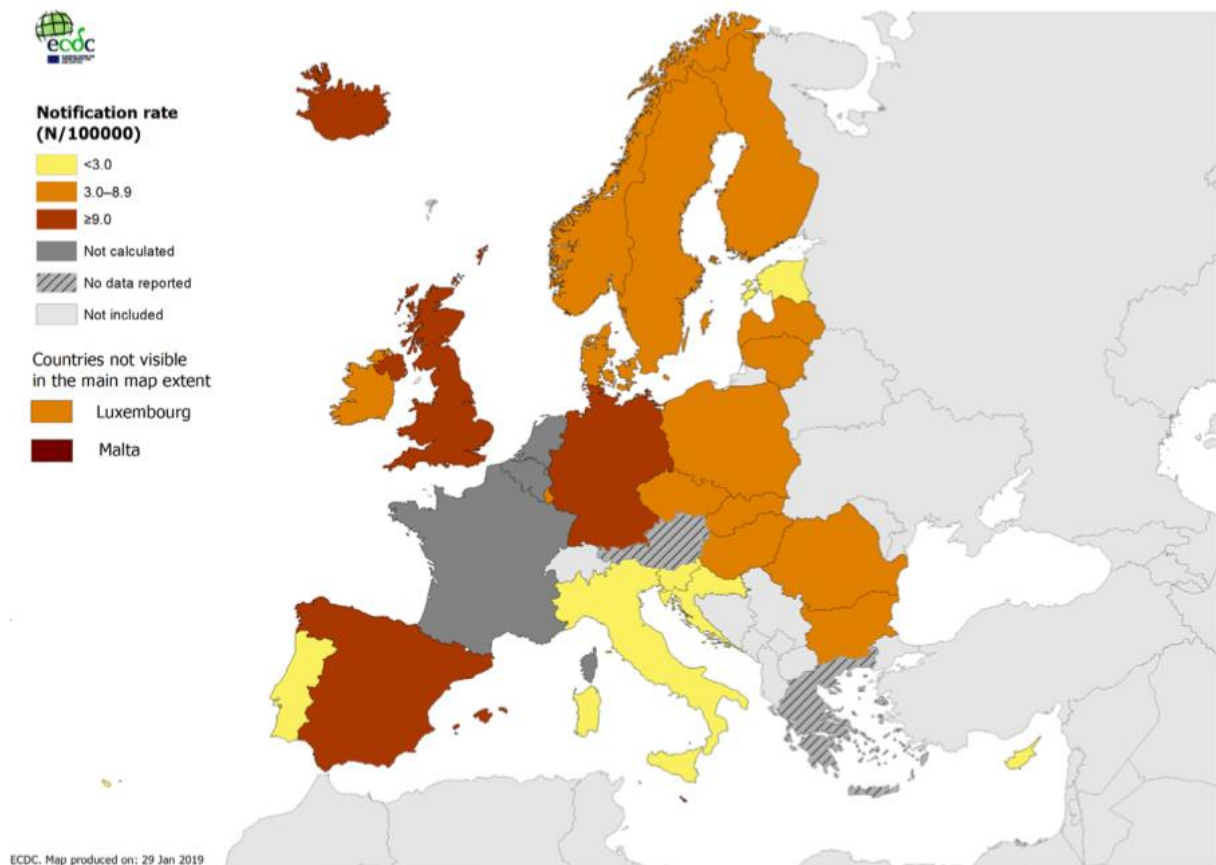 ecdc
Notification rate
(N/100000)
<3.0
3.0–8.9
≥9.0
Not calculated
No data reported
Not included
Countries not visible
in the main map extent
Luxembourg
Malta
ECDC. Map produced on: 29 Jan 2019